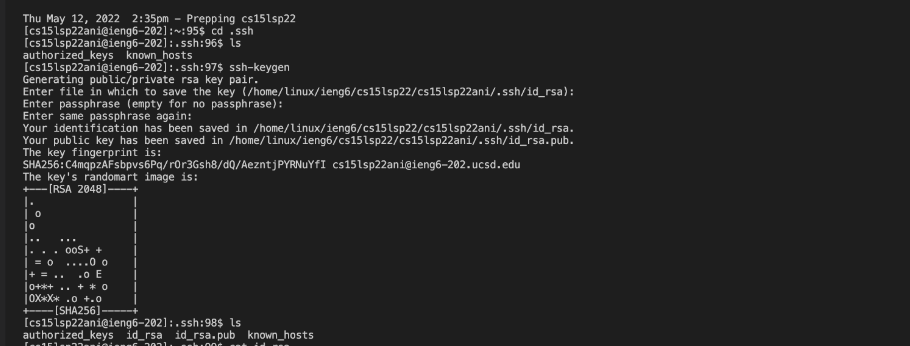 Thu May 12, 2022  2:35pm - Prepping cs15lsp22
[cs15lsp22ani@ieng6-202]:~:95$ cd .ssh
[cs15lsp22ani@ieng6-202]:.ssh:96$ ls
authorized_keys  known_hosts
[cs15lsp22ani@ieng6-202]:.ssh:97$ ssh-keygen
Generating public/private rsa key pair.
Enter file in which to save the key (/home/linux/ieng6/cs15lsp22/cs15lsp22ani/.ssh/id_rsa):
Enter passphrase (empty for no passphrase):
Enter same passphrase again:
Your identification has been saved in /home/linux/ieng6/cs15lsp22/cs15lsp22ani/.ssh/id_rsa.
Your public key has been saved in /home/linux/ieng6/cs15lsp22/cs15lsp22ani/.ssh/id_rsa.pub.
The key fingerprint is:
SHA256:C4mqpzAFsbpvs6Pq/rOr3Gsh8/dQ/AezntjPYRNuYfI cs15lsp22ani@ieng6-202.ucsd.edu
The key's randomart image is:
+---[RSA 2048]----+
|.                |
| o               |
|o                |
|..   ...         |
|. . . ooS+ +     |
| = o  ....O o    |
|+ = ..  .o E     |
|o+*+ .. + * o    |
|OX*X* .o +.o     |
+----[SHA256]-----+
[cs15lsp22ani@ieng6-202]:.ssh:98$ ls
authorized_keys  id_rsa  id_rsa.pub  known_hosts